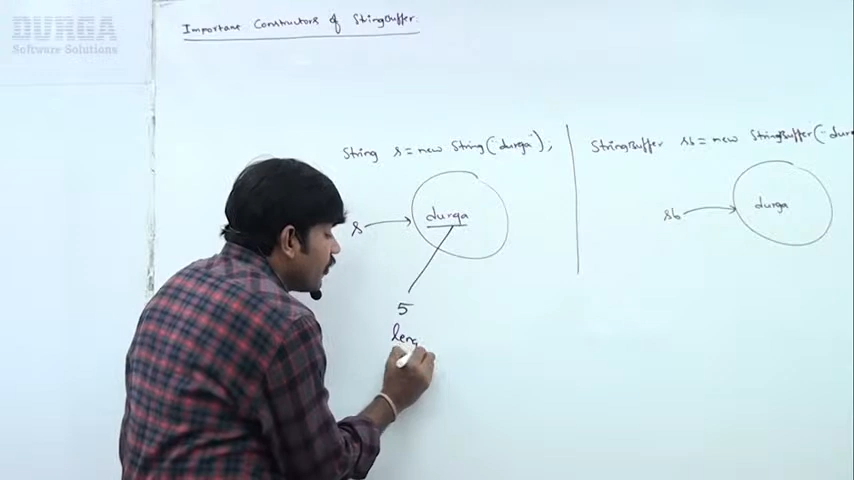 DURGA
Software Solutions
Important Constructors of StringBuffer.
String s = new String("durga");
StringBuffer sb = new StringBuffer("dur
s
durga
sb
durga
5
leng